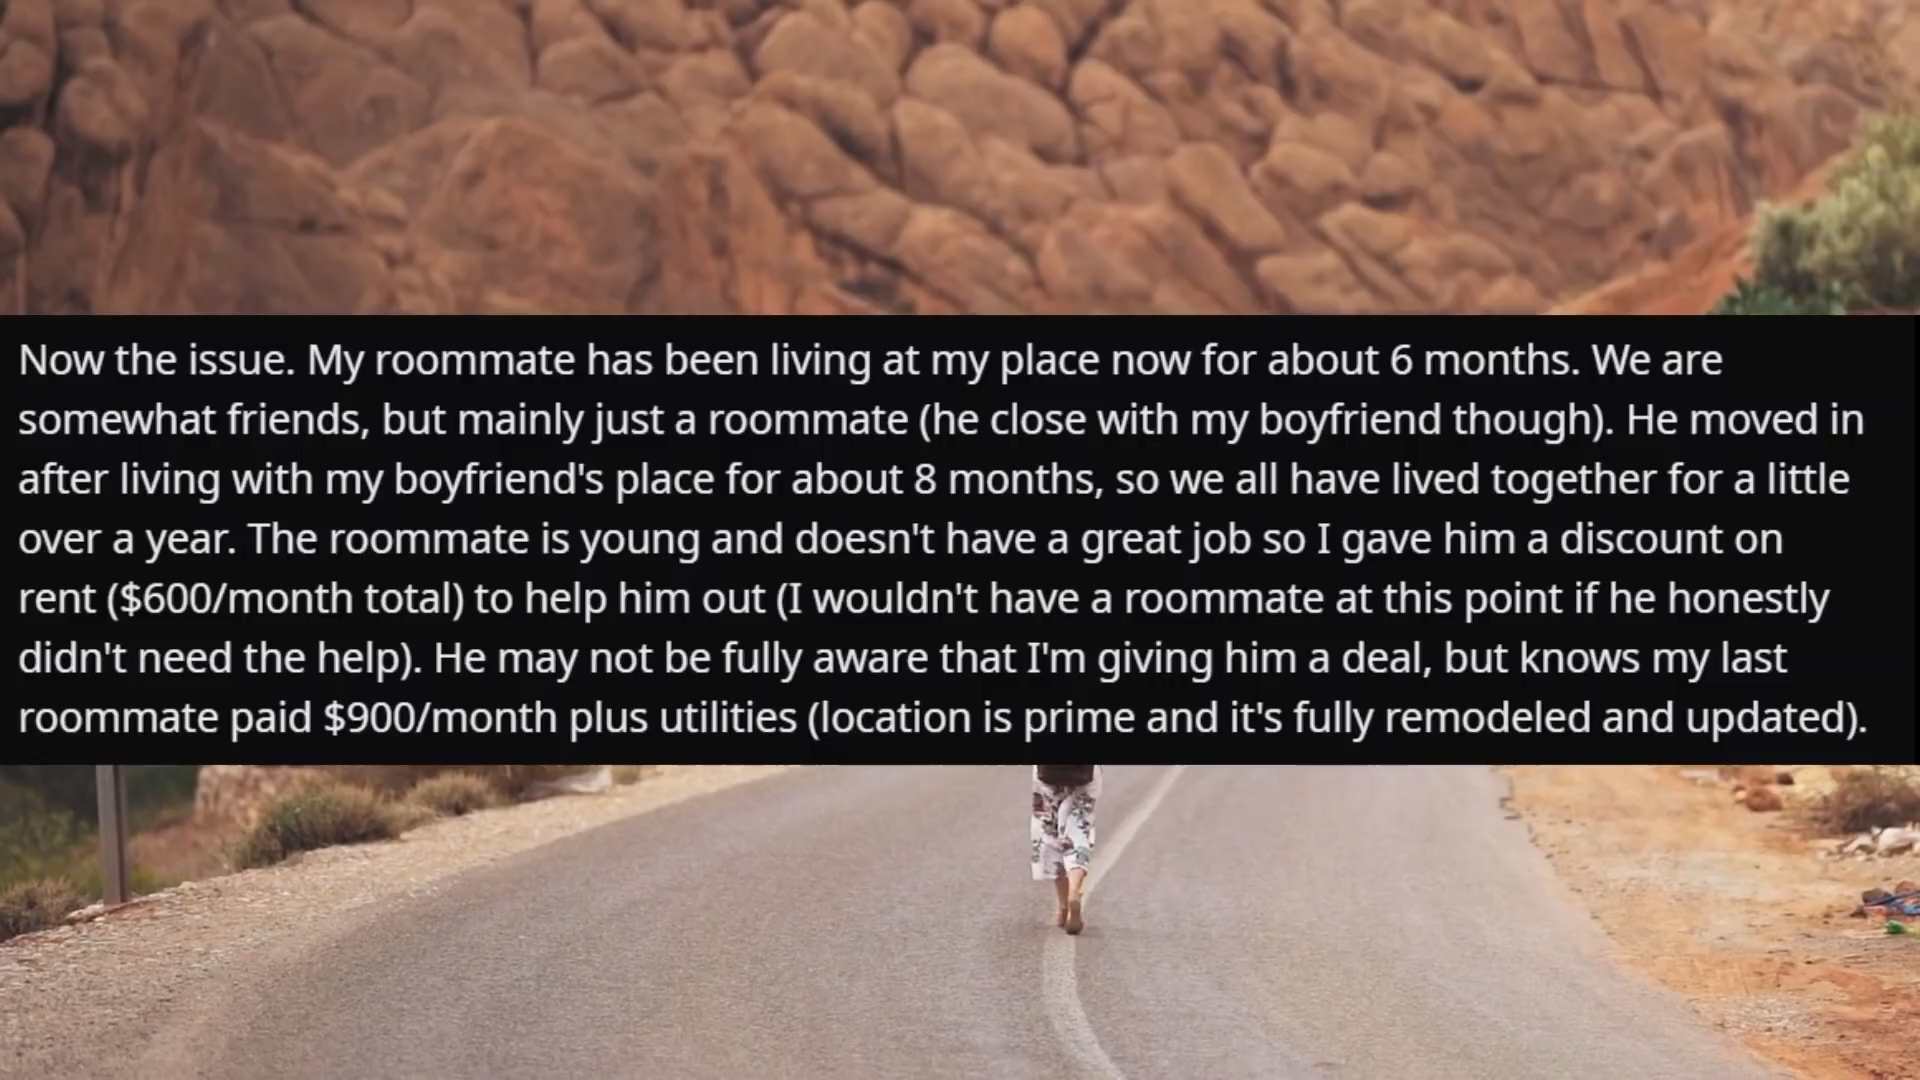 Now the issue. My roommate has been living at my place now for about 6 months. We are
somewhat friends, but mainly just a roommate (he close with my boyfriend though). He moved in
after living with my boyfriend's place for about 8 months, so we all have lived together for a little
over a year. The roommate is young and doesn't have a great job so I gave him a discount on
rent ($600/month total) to help him out (I wouldn't have a roommate at this point if he honestly
didn't need the help). He may not be fully aware that I'm giving him a deal, but knows my last
roommate paid $900/month plus utilities (location is prime and it's fully remodeled and updated).